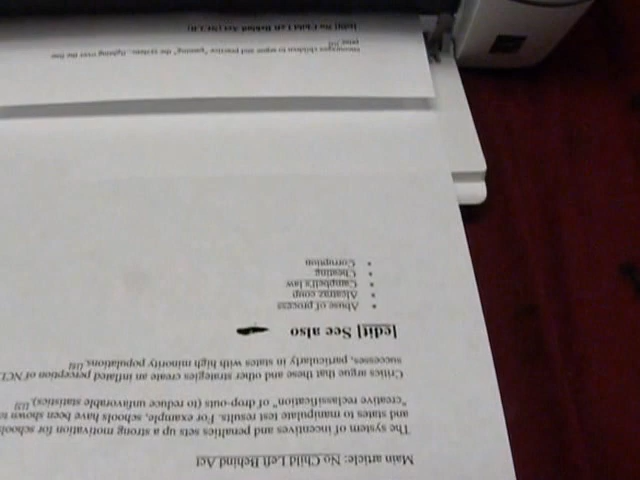 Main article: No Child Left Behind Act
The system of incentives and penalties sets up a strong motivation for schools
and states to manipulate test results. For example, schools have been shown to
"creative reclassification" of drop-outs (to reduce unfavorable statistics).
Critics argue that these and other strategies create an inflated perception of NCL
successes, particularly in states with high minority populations.
[edit] See also
Abuse of process
Alcatraz coup
Campbell's law
Cheating
Corruption
encourages children to argue and practice "gaming" the system, fighting over the
[edit] No Child Left Behind Act (NCLB)